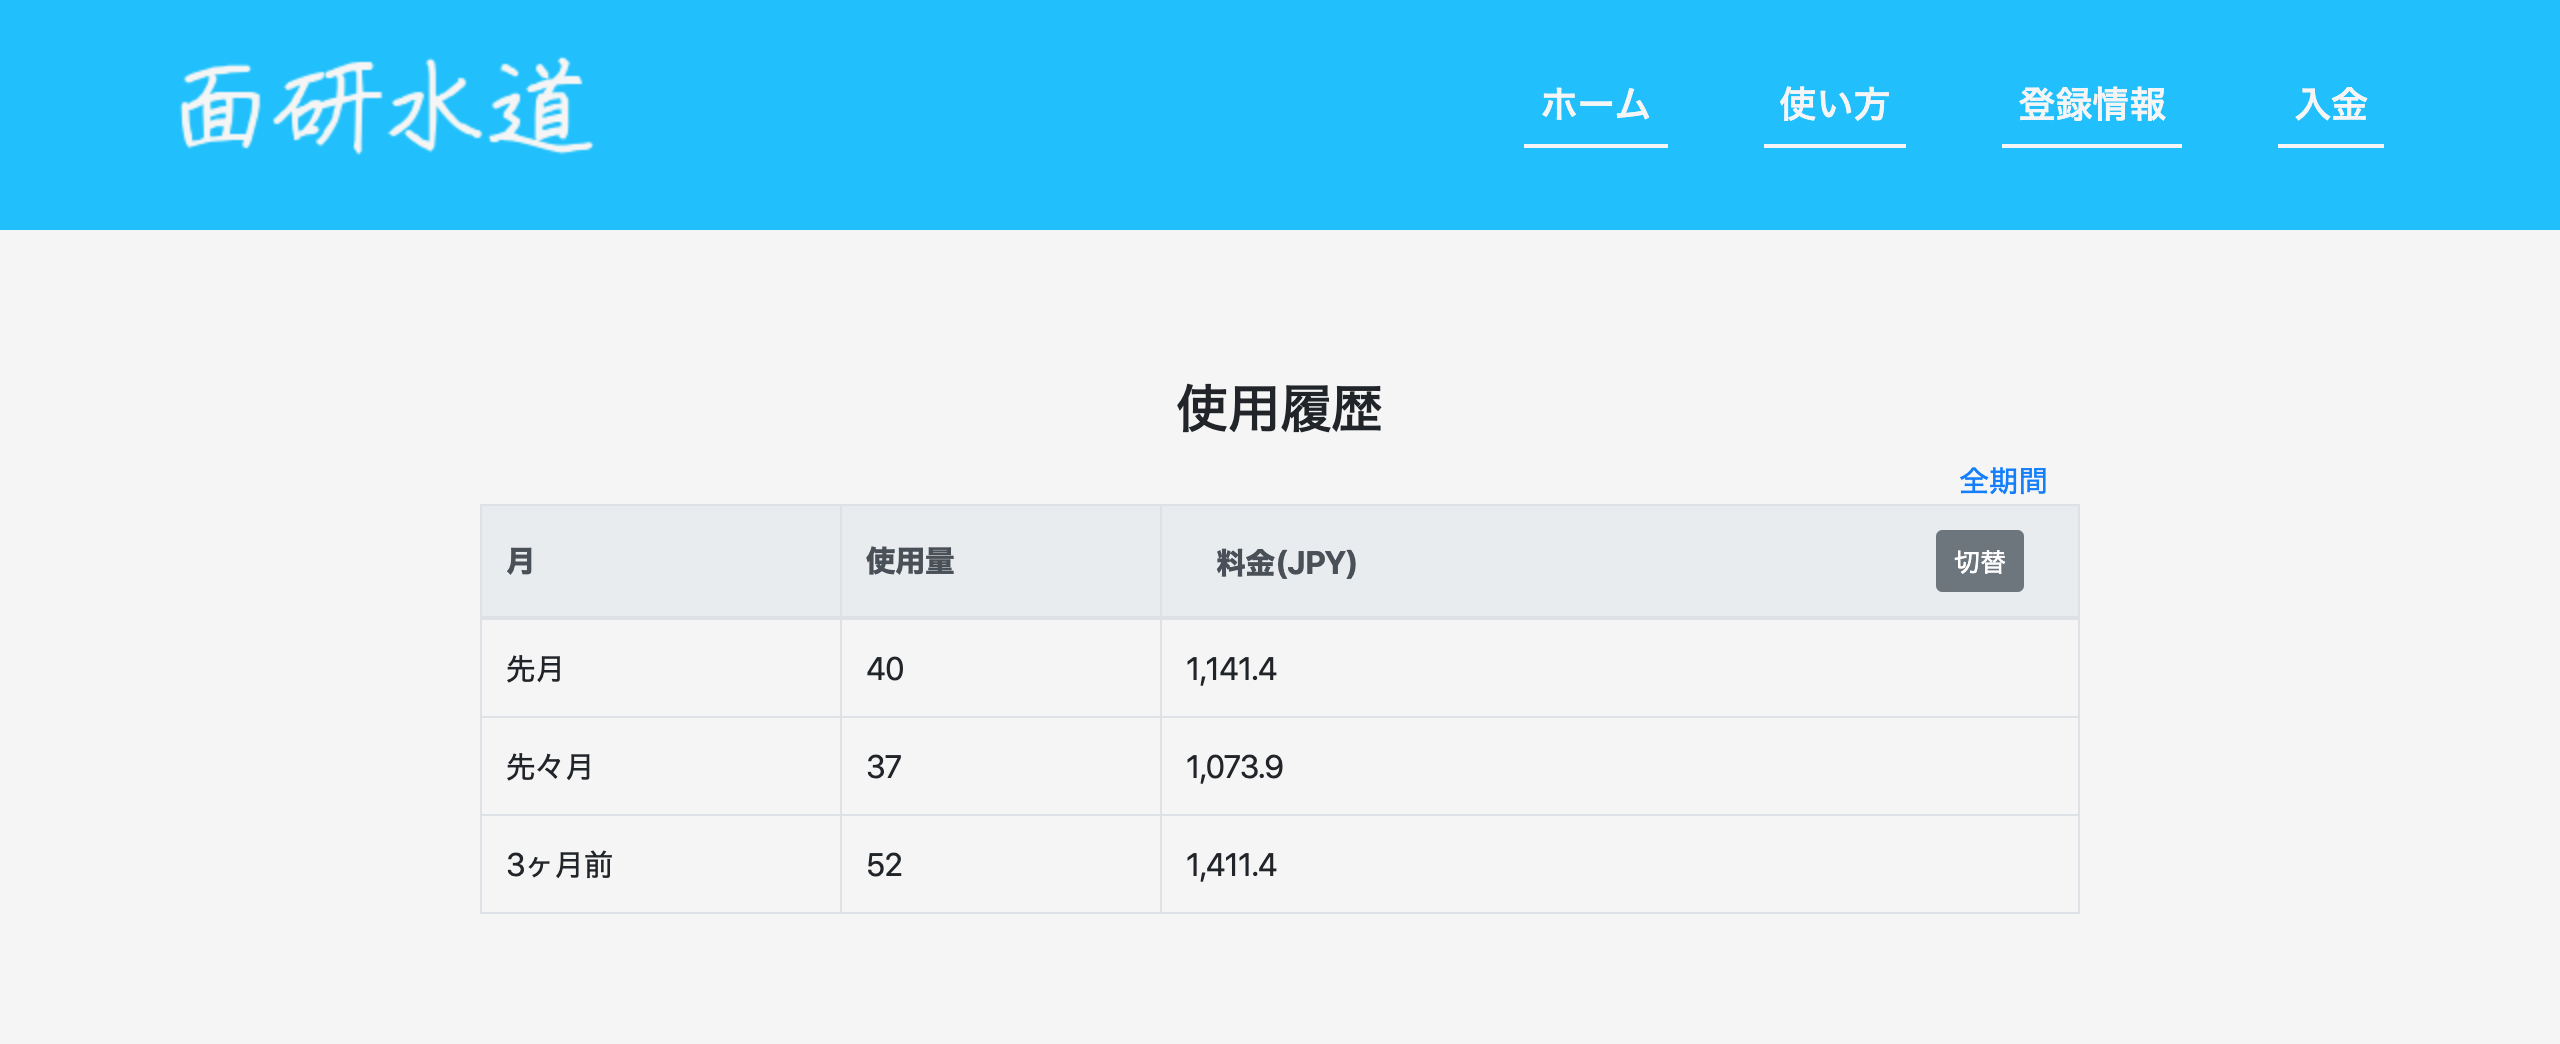 面研水道
ホーム 使い方 登録情報 入金
使用履歴
全期間
月 使用量 料金(JPY) 切替
先月 40 1,141.4
先々月 37 1,073.9
3ヶ月前 52 1,411.4